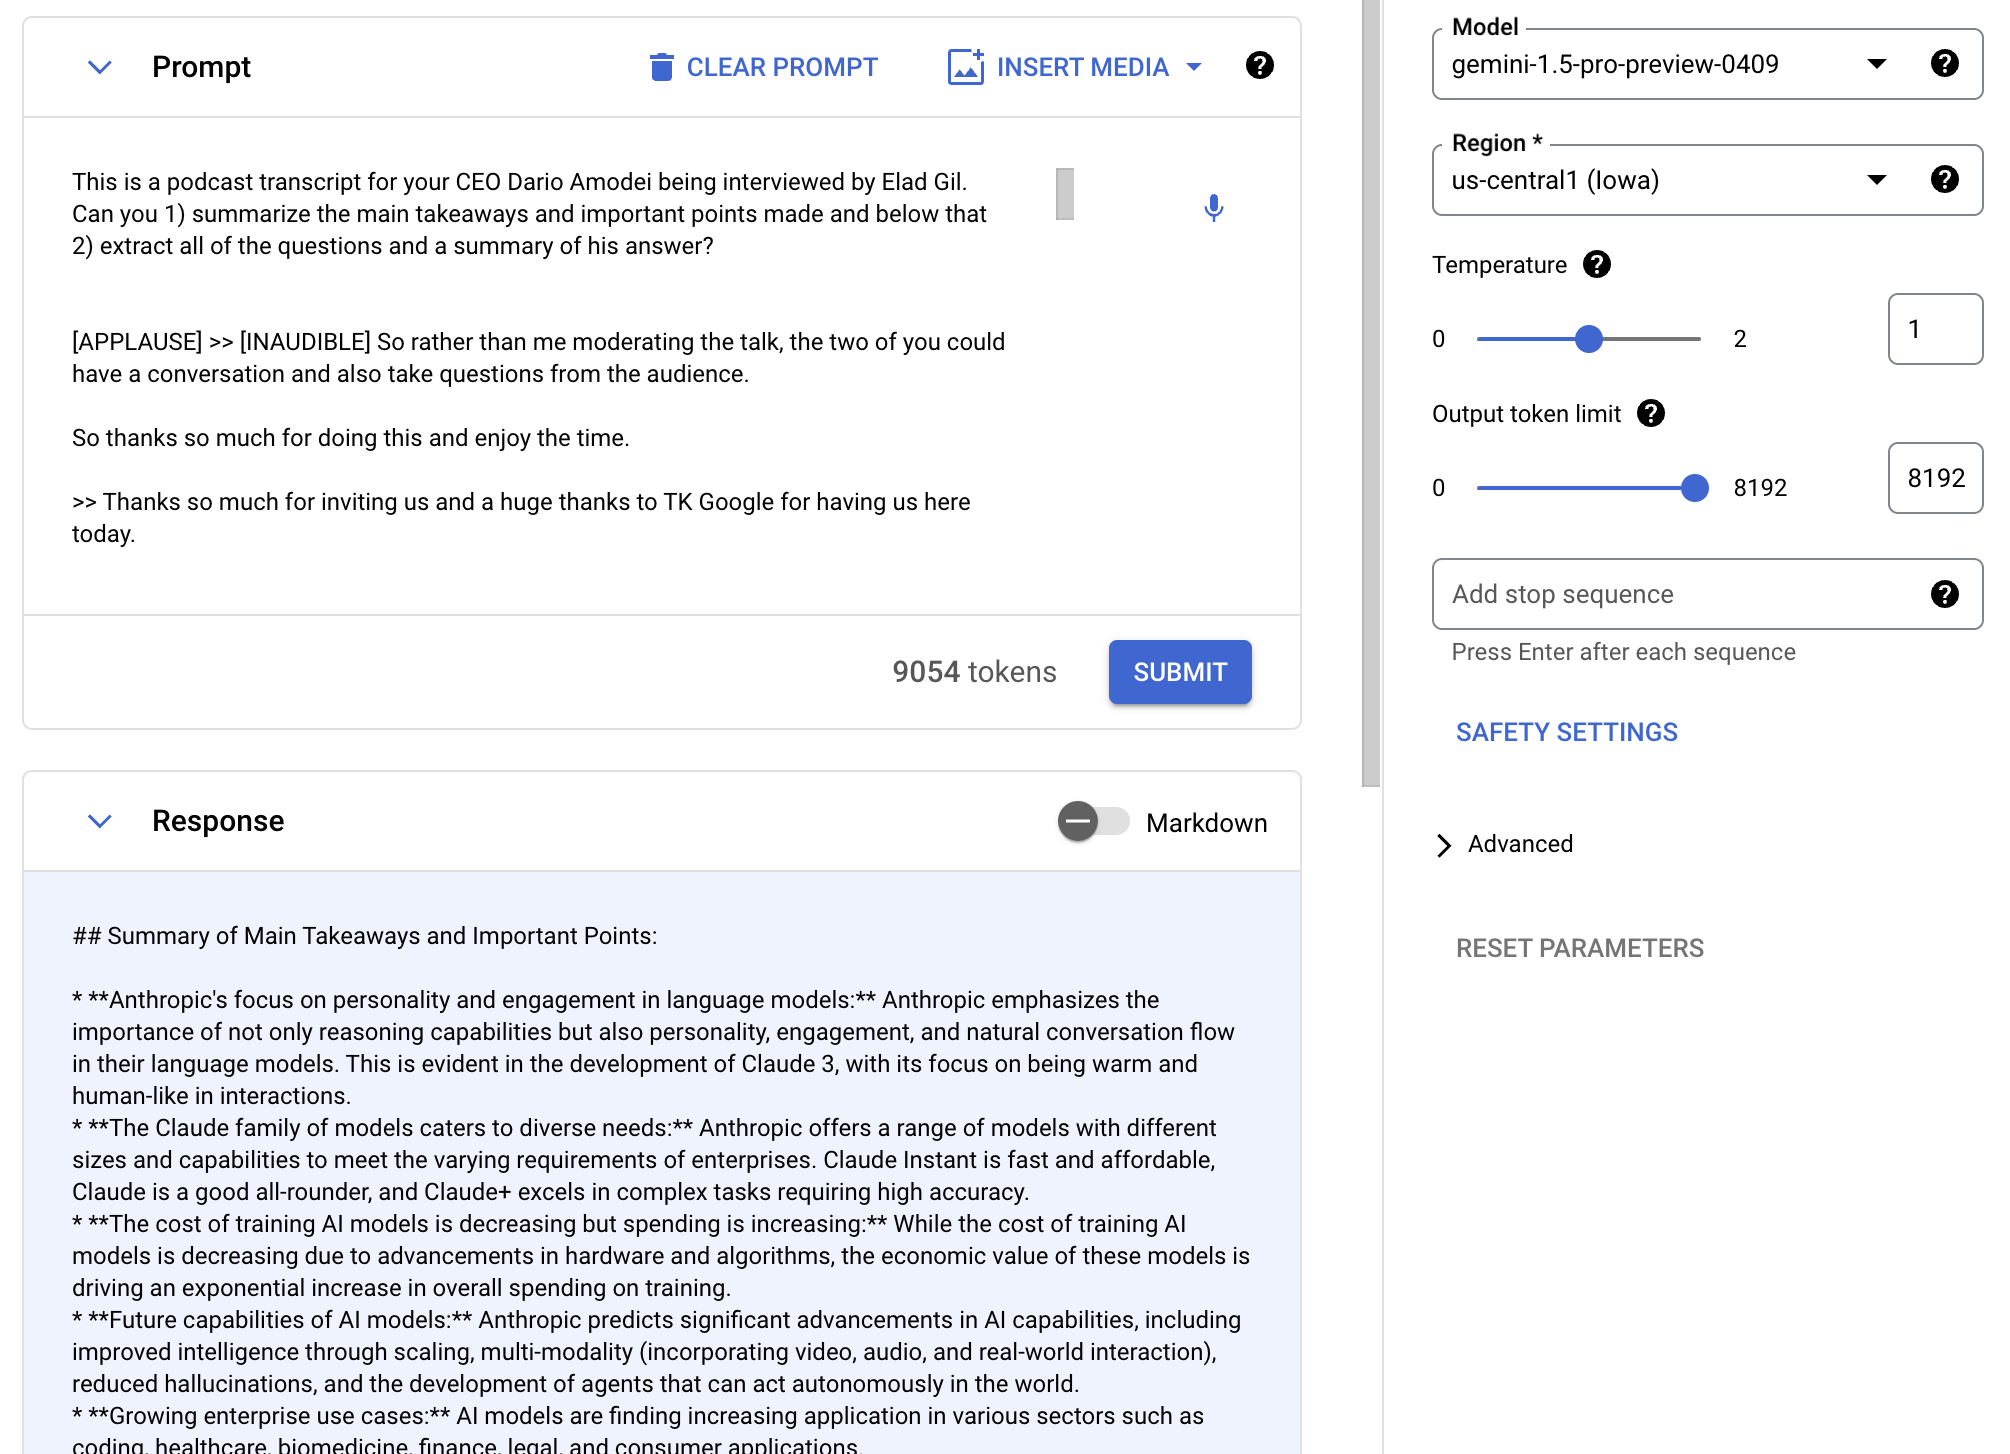 Prompt
CLEAR PROMPT
INSERT MEDIA
This is a podcast transcript for your CEO Dario Amodei being interviewed by Elad Gil.
Can you 1) summarize the main takeaways and important points made and below that
2) extract all of the questions and a summary of his answer?
[APPLAUSE] >> [INAUDIBLE] So rather than me moderating the talk, the two of you could
have a conversation and also take questions from the audience.
So thanks so much for doing this and enjoy the time.
>> Thanks so much for inviting us and a huge thanks to TK Google for having us here
today.
9054 tokens
SUBMIT
Response
Markdown
## Summary of Main Takeaways and Important Points:
* **Anthropic's focus on personality and engagement in language models:** Anthropic emphasizes the
importance of not only reasoning capabilities but also personality, engagement, and natural conversation flow
in their language models. This is evident in the development of Claude 3, with its focus on being warm and
human-like in interactions.
* **The Claude family of models caters to diverse needs:** Anthropic offers a range of models with different
sizes and capabilities to meet the varying requirements of enterprises. Claude Instant is fast and affordable,
Claude is a good all-rounder, and Claude+ excels in complex tasks requiring high accuracy.
* **The cost of training AI models is decreasing but spending is increasing:** While the cost of training AI
models is decreasing due to advancements in hardware and algorithms, the economic value of these models is
driving an exponential increase in overall spending on training.
* **Future capabilities of AI models:** Anthropic predicts significant advancements in AI capabilities, including
improved intelligence through scaling, multi-modality (incorporating video, audio, and real-world interaction),
reduced hallucinations, and the development of agents that can act autonomously in the world.
* **Growing enterprise use cases:** AI models are finding increasing application in various sectors such as
coding, healthcare, biomedicine, finance, legal, and consumer applications.
Model
gemini-1.5-pro-preview-0409
Region *
us-central1 (Iowa)
Temperature
0
2
1
Output token limit
0
8192
8192
Add stop sequence
Press Enter after each sequence
SAFETY SETTINGS
Advanced
RESET PARAMETERS